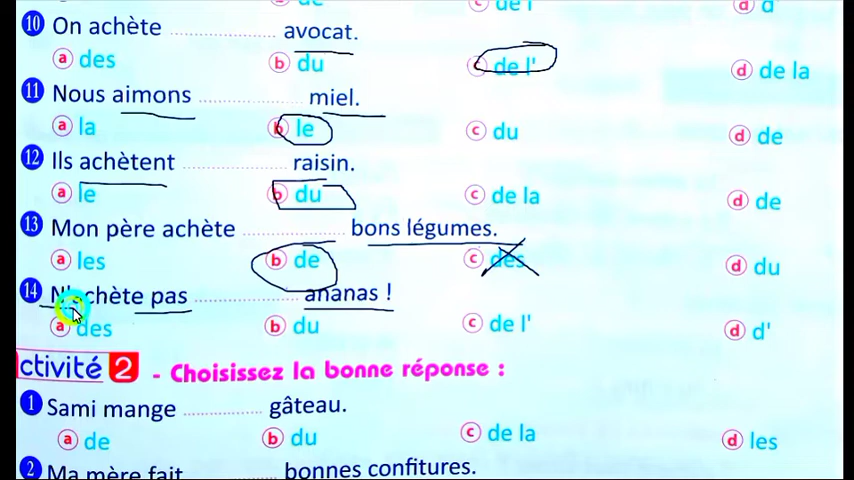 c de l' d d'
10 On achète .................... avocat.
a des b du c de l' d de la
11 Nous aimons .................... miel.
a la b le c du d de
12 Ils achètent .................... raisin.
a le b du c de la d de
13 Mon père achète .................... bons légumes.
a les b de c des d du
14 N'achète pas .................... ananas !
a des b du c de l' d d'
ctivité 2 - Choisissez la bonne réponse :
1 Sami mange .................... gâteau.
a de b du c de la d les
2 Ma mère fait .................... bonnes confitures.